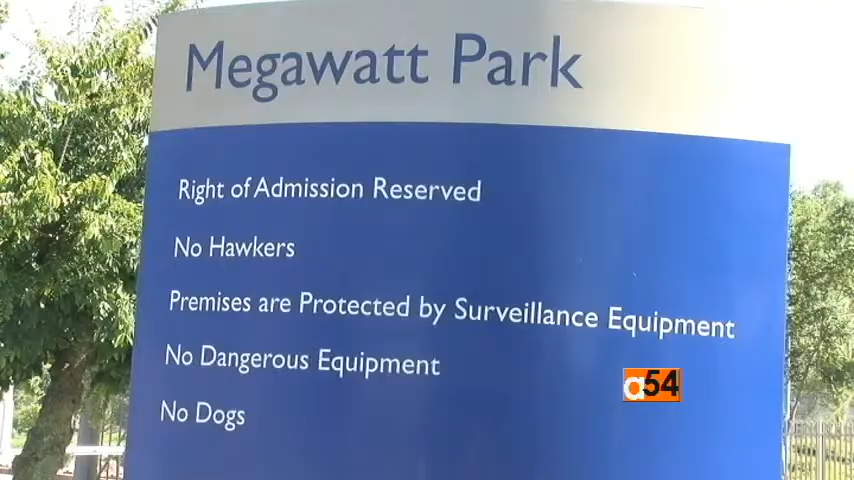 Megawatt Park
Right of Admission Reserved
No Hawkers
Premises are Protected by Surveillance Equipment
No Dangerous Equipment
No Dogs
a54